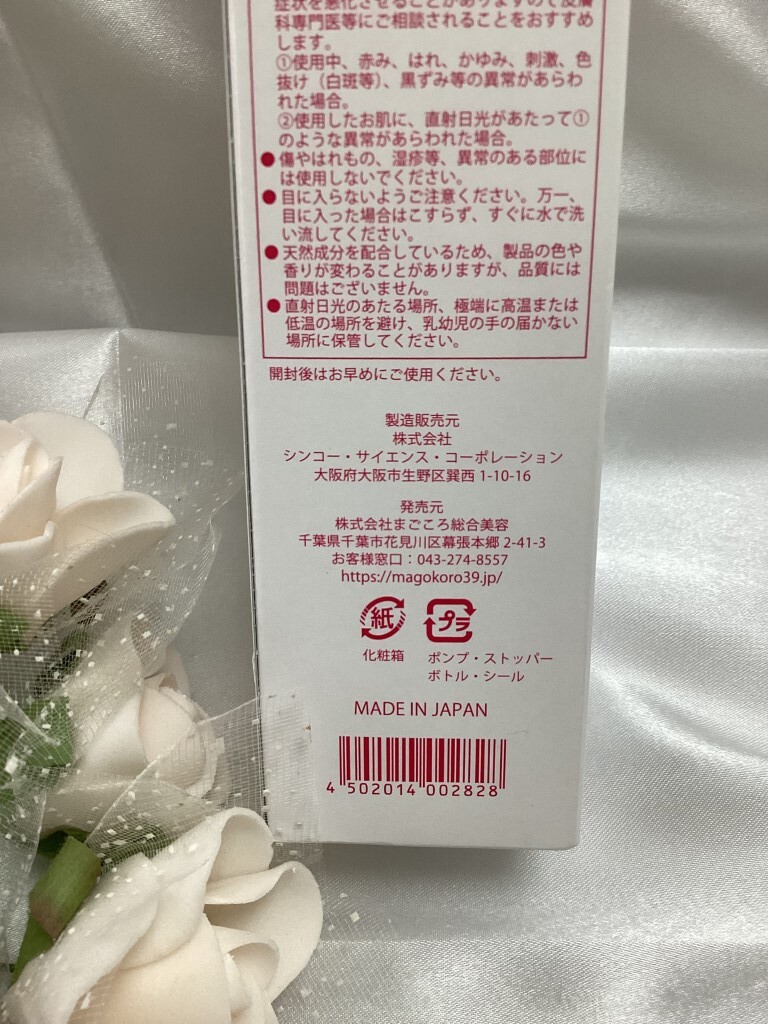 症状を悪化させることがありますので皮膚
科専門医等にご相談されることをおすすめ
します。
①使用中、赤み、はれ、かゆみ、刺激、色
抜け（白斑等）、黒ずみ等の異常があらわ
れた場合。
②使用したお肌に、直射日光があたって①
のような異常があらわれた場合。
●傷やはれもの、湿疹等、異常のある部位に
は使用しないでください。
●目に入らないようご注意ください。万一、
目に入った場合はこすらず、すぐに水で洗
い流してください。
●天然成分を配合しているため、製品の色や
香りが変わることがありますが、品質には
問題はございません。
●直射日光のあたる場所、極端に高温または
低温の場所を避け、乳幼児の手の届かない
場所に保管してください。
開封後はお早めにご使用ください。
製造販売元
株式会社
シンコー・サイエンス・コーポレーション
大阪府大阪市生野区巽西 1-10-16
発売元
株式会社まごころ総合美容
千葉県千葉市花見川区幕張本郷 2-41-3
お客様窓口：043-274-8557
https://magokoro39.jp/
紙 プラ
化粧箱 ポンプ・ストッパー
ボトル・シール
MADE IN JAPAN
4 502014 002828